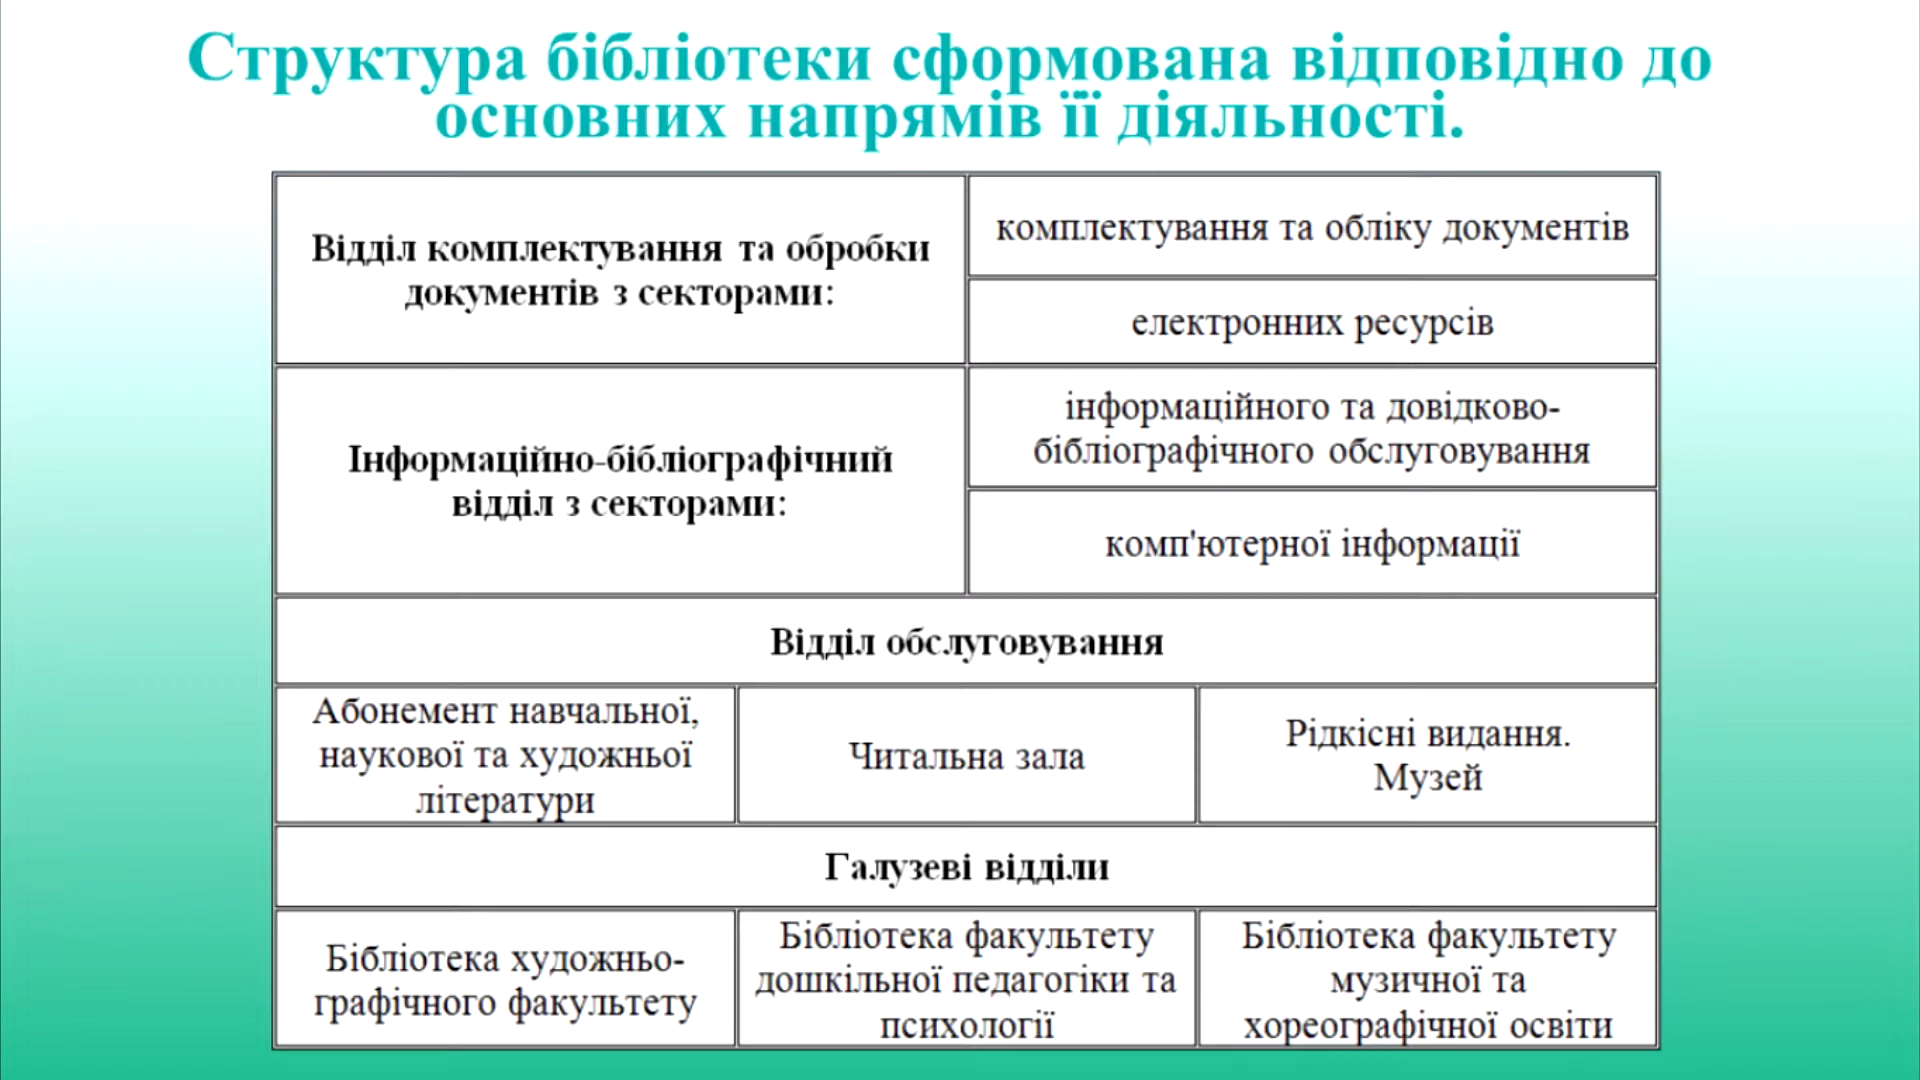 Структура бібліотеки сформована відповідно до
основних напрямів її діяльності.
Відділ комплектування та обробки
документів з секторами:
комплектування та обліку документів
електронних ресурсів
Інформаційно-бібліографічний
відділ з секторами:
інформаційного та довідково-
бібліографічного обслуговування
комп'ютерної інформації
Відділ обслуговування
Абонемент навчальної,
наукової та художньої
літератури
Читальна зала
Рідкісні видання.
Музей
Галузеві відділи
Бібліотека художньо-
графічного факультету
Бібліотека факультету
дошкільної педагогіки та
психології
Бібліотека факультету
музичної та
хореографічної освіти